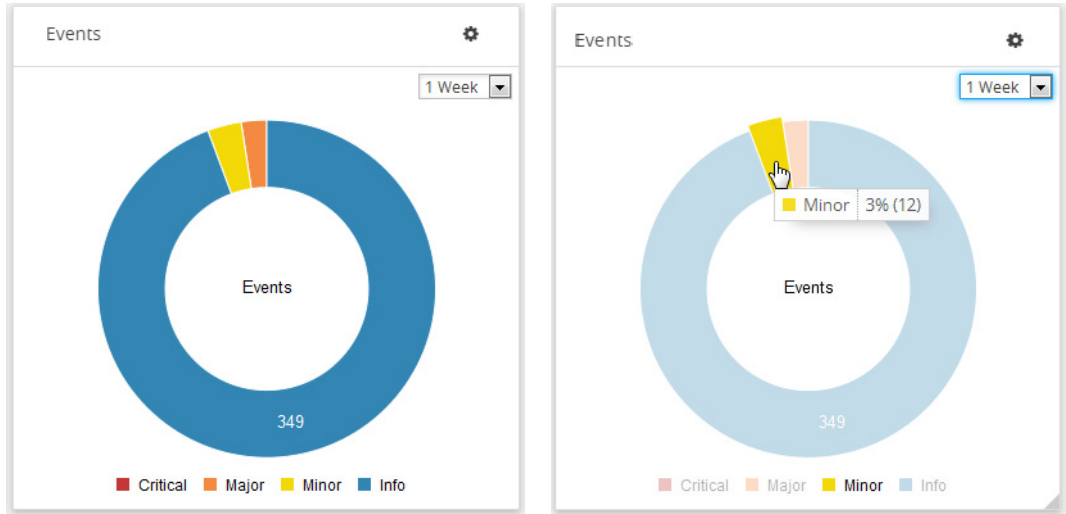 Events
1 Week
Events
349
Critical Major Minor Info
Events
1 Week
Minor 3% (12)
Events
349
Critical Major Minor Info